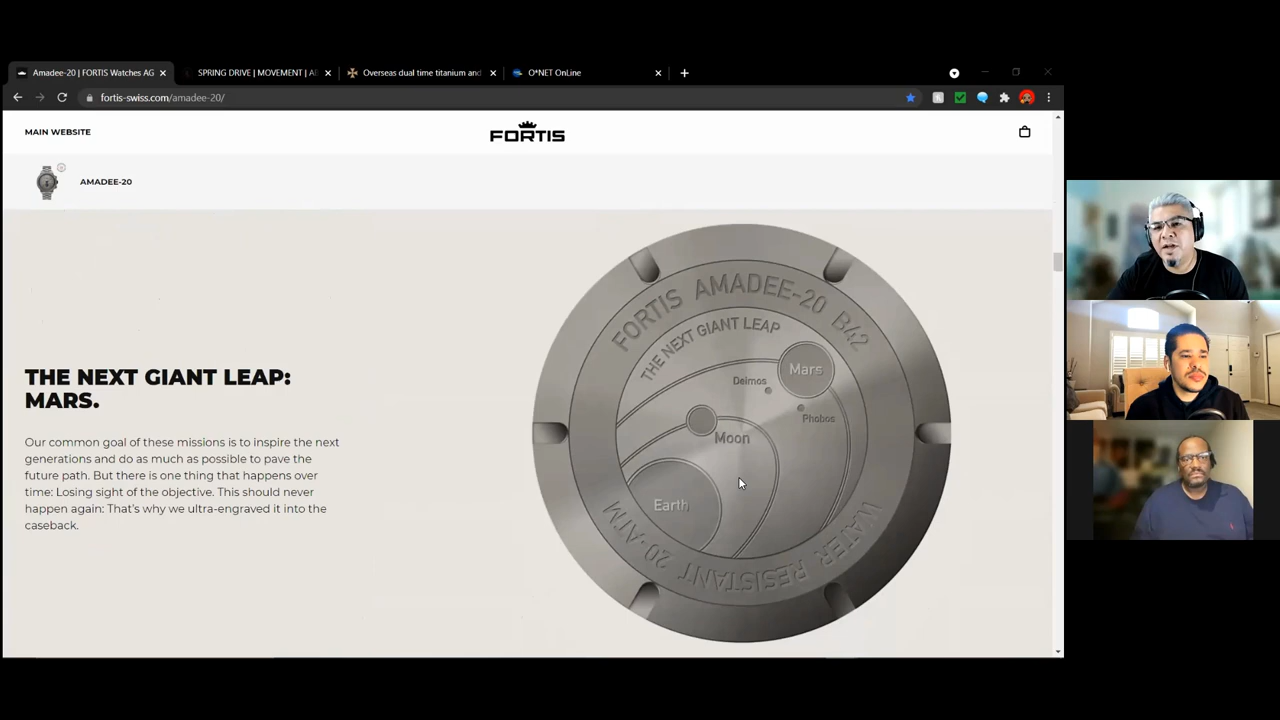 Amadee-20 | FORTIS Watches AG
SPRING DRIVE | MOVEMENT | AB
Overseas dual time titanium and
O*NET OnLine
fortis-swiss.com/amadee-20/
MAIN WEBSITE
FORTIS
AMADEE-20
THE NEXT GIANT LEAP:
MARS.
Our common goal of these missions is to inspire the next
generations and do as much as possible to pave the
future path. But there is one thing that happens over
time: Losing sight of the objective. This should never
happen again: That's why we ultra-engraved it into the
caseback.
FORTIS AMADEE-20 B42
THE NEXT GIANT LEAP
Mars
Deimos
Phobos
Moon
Earth
WATER RESISTANT 20.ATM